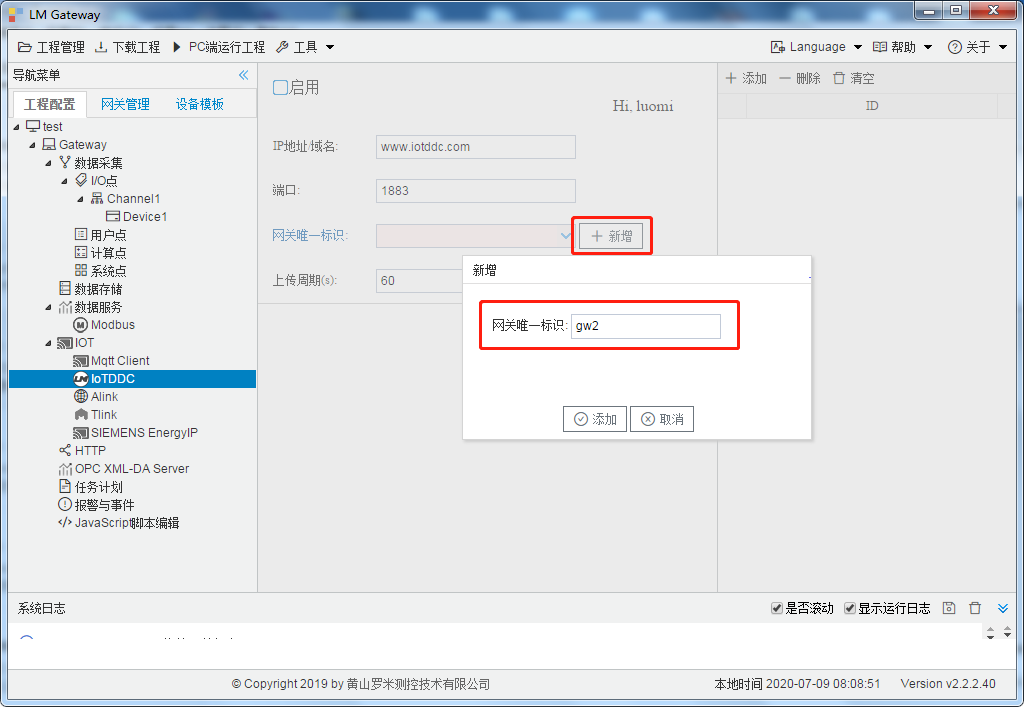 LM Gateway
工程管理 下载工程 PC端运行工程 工具 Language 帮助 关于
导航菜单
工程配置 网关管理 设备模板
test
Gateway
数据采集
I/O点
Channel1
Device1
用户点
计算点
系统点
数据存储
数据服务
Modbus
IOT
Mqtt Client
IoTDDC
Alink
Tlink
SIEMENS EnergyIP
HTTP
OPC XML-DA Server
任务计划
报警与事件
JavaScript脚本编辑
启用
Hi, luomi
IP地址/域名: www.iotddc.com
端口: 1883
网关唯一标识: 新增
上传周期(s): 60
新增
网关唯一标识: gw2
添加 取消
添加 删除 清空
ID
系统日志 是否滚动 显示运行日志
© Copyright 2019 by 黄山罗米测控技术有限公司 本地时间 2020-07-09 08:08:51 Version v2.2.2.40